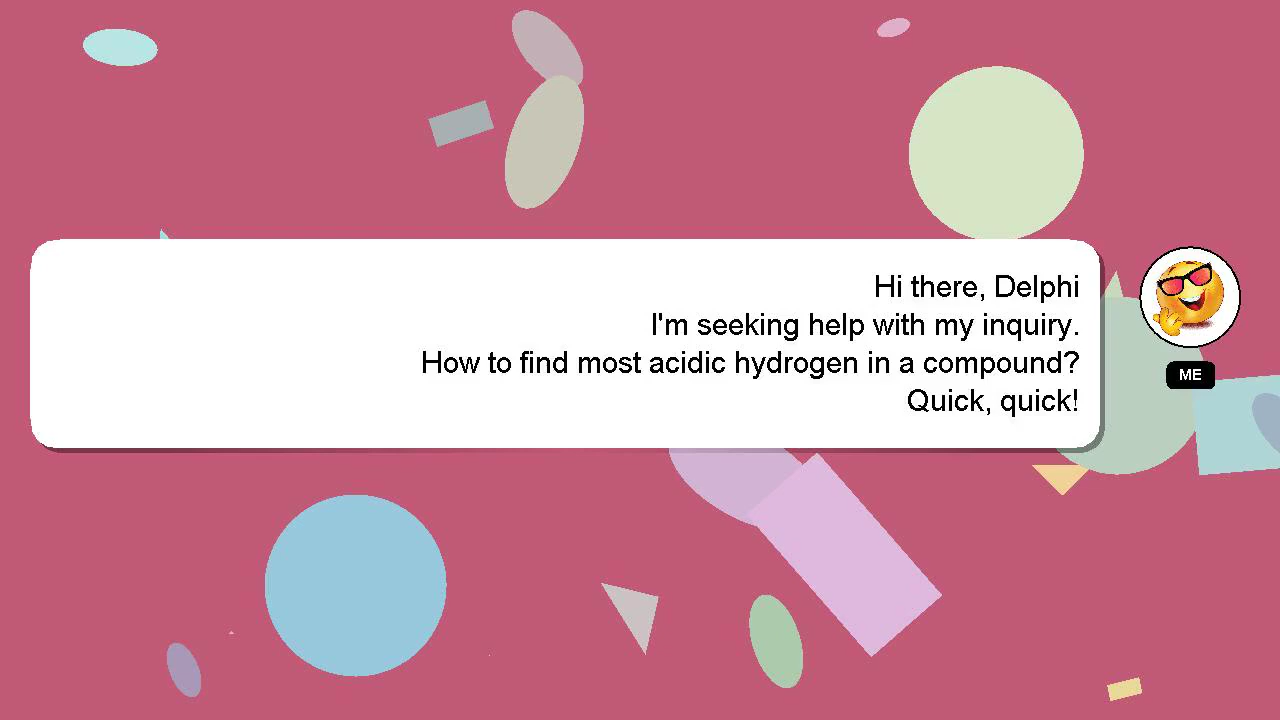 Hi there, Delphi
I'm seeking help with my inquiry.
How to find most acidic hydrogen in a compound?
Quick, quick!
ME